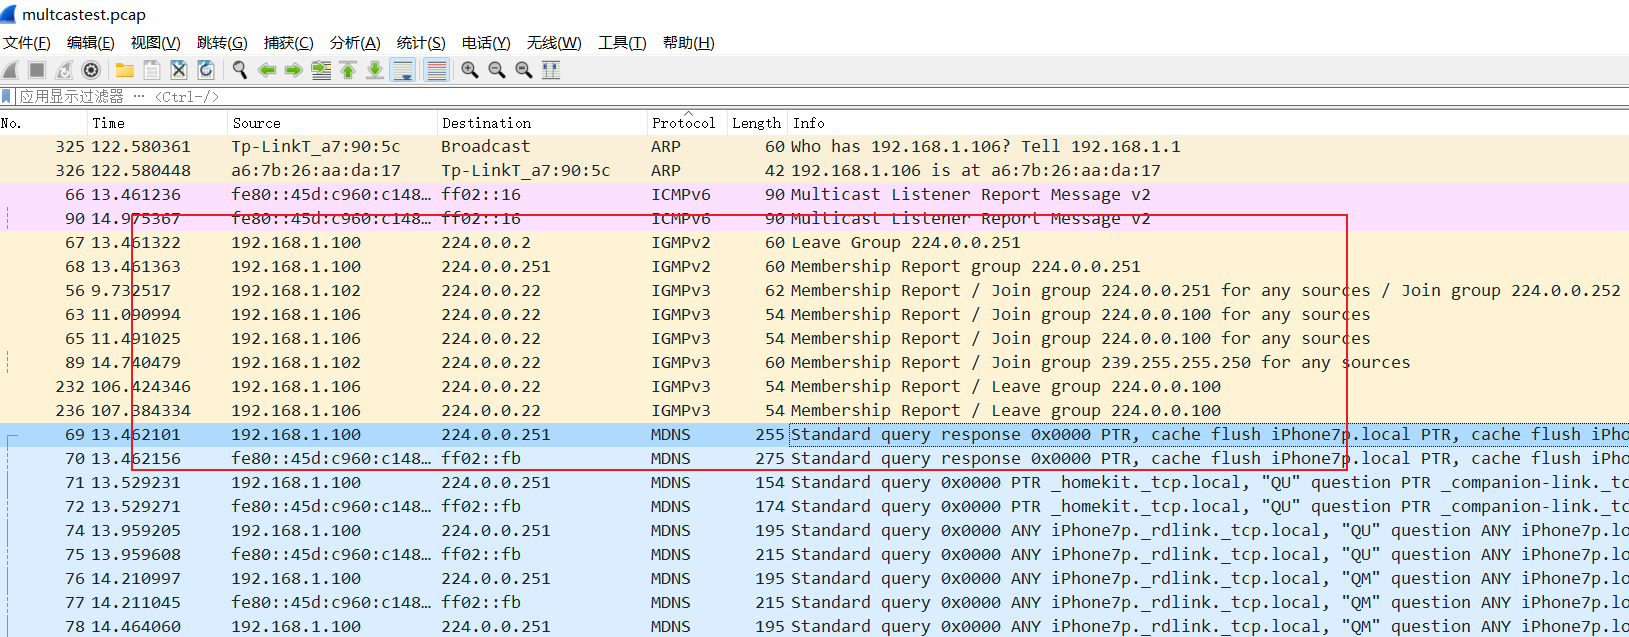 multcastest.pcap
文件(F) 编辑(E) 视图(V) 跳转(G) 捕获(C) 分析(A) 统计(S) 电话(Y) 无线(W) 工具(T) 帮助(H)
应用显示过滤器 … <Ctrl-/>
No. Time Source Destination Protocol Length Info
325 122.580361 Tp-LinkT_a7:90:5c Broadcast ARP 60 Who has 192.168.1.106? Tell 192.168.1.1
326 122.580448 a6:7b:26:aa:da:17 Tp-LinkT_a7:90:5c ARP 42 192.168.1.106 is at a6:7b:26:aa:da:17
66 13.461236 fe80::45d:c960:c148… ff02::16 ICMPv6 90 Multicast Listener Report Message v2
90 14.975367 fe80::45d:c960:c148… ff02::16 ICMPv6 90 Multicast Listener Report Message v2
67 13.461322 192.168.1.100 224.0.0.2 IGMPv2 60 Leave Group 224.0.0.251
68 13.461363 192.168.1.100 224.0.0.251 IGMPv2 60 Membership Report group 224.0.0.251
56 9.732517 192.168.1.102 224.0.0.22 IGMPv3 62 Membership Report / Join group 224.0.0.251 for any sources / Join group 224.0.0.252
63 11.090994 192.168.1.106 224.0.0.22 IGMPv3 54 Membership Report / Join group 224.0.0.100 for any sources
65 11.491025 192.168.1.106 224.0.0.22 IGMPv3 54 Membership Report / Join group 224.0.0.100 for any sources
89 14.740479 192.168.1.102 224.0.0.22 IGMPv3 60 Membership Report / Join group 239.255.255.250 for any sources
232 106.424346 192.168.1.106 224.0.0.22 IGMPv3 54 Membership Report / Leave group 224.0.0.100
236 107.384334 192.168.1.106 224.0.0.22 IGMPv3 54 Membership Report / Leave group 224.0.0.100
69 13.462101 192.168.1.100 224.0.0.251 MDNS 255 Standard query response 0x0000 PTR, cache flush iPhone7p.local PTR, cache flush iPho
70 13.462156 fe80::45d:c960:c148… ff02::fb MDNS 275 Standard query response 0x0000 PTR, cache flush iPhone7p.local PTR, cache flush iPho
71 13.529231 192.168.1.100 224.0.0.251 MDNS 154 Standard query 0x0000 PTR _homekit._tcp.local, "QU" question PTR _companion-link._tc
72 13.529271 fe80::45d:c960:c148… ff02::fb MDNS 174 Standard query 0x0000 PTR _homekit._tcp.local, "QU" question PTR _companion-link._tc
74 13.959205 192.168.1.100 224.0.0.251 MDNS 195 Standard query 0x0000 ANY iPhone7p._rdlink._tcp.local, "QU" question ANY iPhone7p.lo
75 13.959608 fe80::45d:c960:c148… ff02::fb MDNS 215 Standard query 0x0000 ANY iPhone7p._rdlink._tcp.local, "QU" question ANY iPhone7p.lo
76 14.210997 192.168.1.100 224.0.0.251 MDNS 195 Standard query 0x0000 ANY iPhone7p._rdlink._tcp.local, "QM" question ANY iPhone7p.lo
77 14.211045 fe80::45d:c960:c148… ff02::fb MDNS 215 Standard query 0x0000 ANY iPhone7p._rdlink._tcp.local, "QM" question ANY iPhone7p.lo
78 14.464060 192.168.1.100 224.0.0.251 MDNS 195 Standard query 0x0000 ANY iPhone7p._rdlink._tcp.local, "QM" question ANY iPhone7p.lo